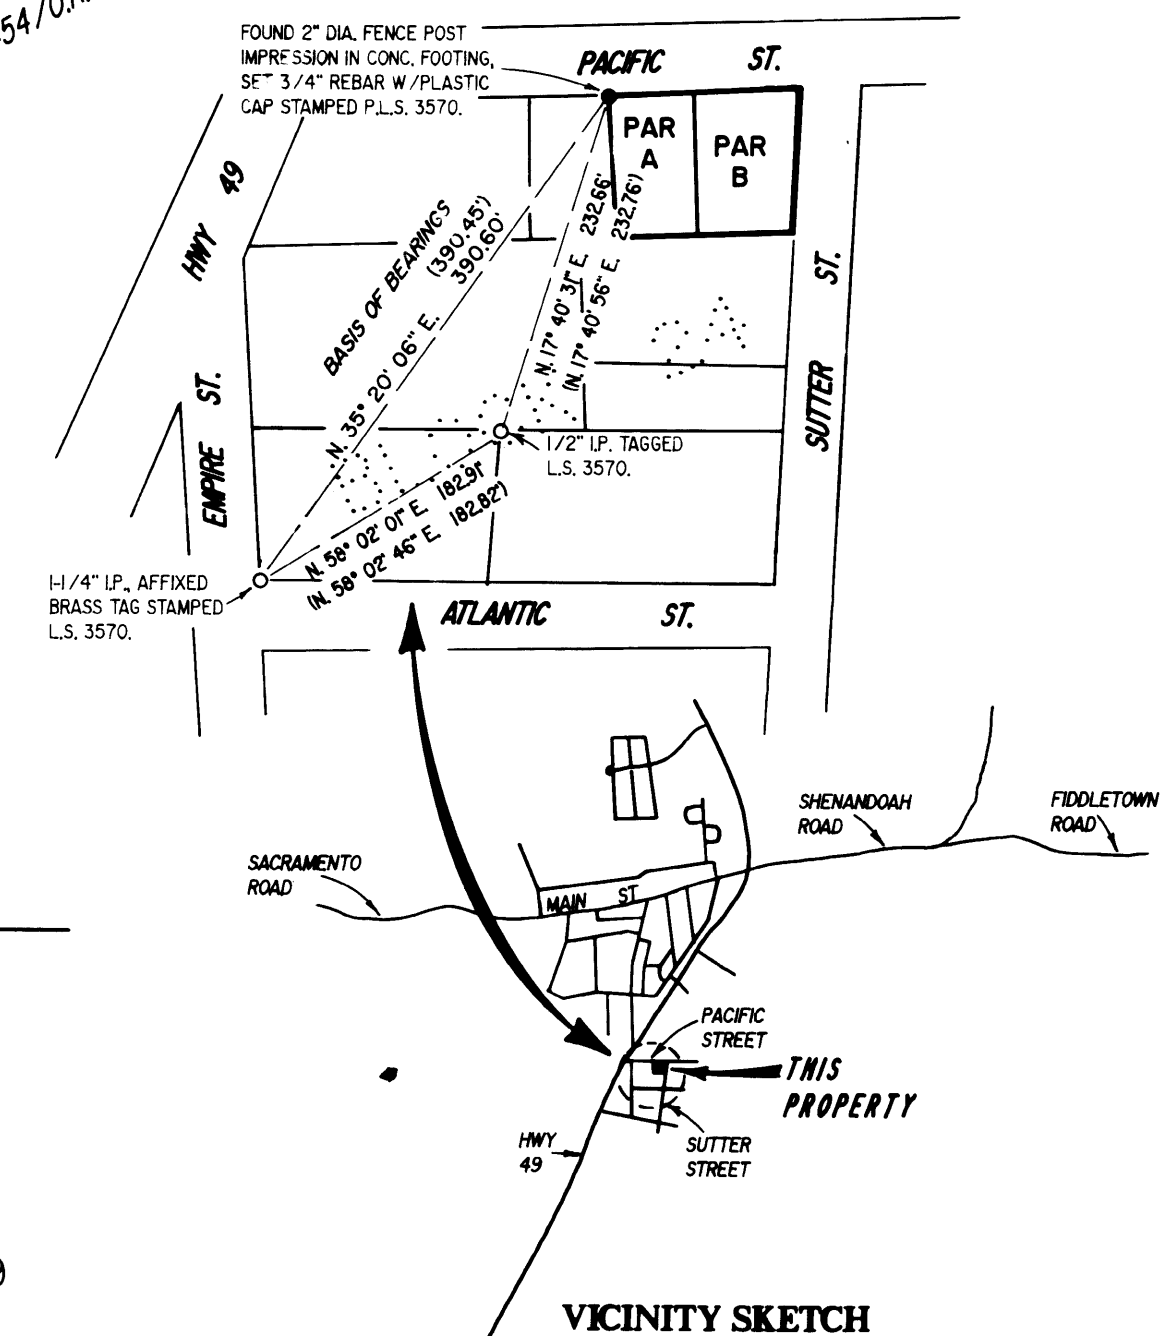 54/O.R.
FOUND 2" DIA. FENCE POST
IMPRESSION IN CONC. FOOTING,
SET 3/4" REBAR W/PLASTIC
CAP STAMPED P.L.S. 3570.
PACIFIC ST.
PAR
A
PAR
B
HWY 49
BASIS OF BEARINGS
(390.45')
390.60'
N. 35° 20' 06" E.
N. 17° 40' 31" E. 232.66'
(N. 17° 40' 56" E. 232.76')
SUTTER ST.
EMPIRE ST.
1/2" I.P. TAGGED
L.S. 3570.
N. 58° 02' 01" E. 182.91'
(N. 58° 02' 46" E. 182.82')
1-1/4" I.P., AFFIXED
BRASS TAG STAMPED
L.S. 3570.
ATLANTIC ST.
SHENANDOAH
ROAD
FIDDLETOWN
ROAD
SACRAMENTO
ROAD
MAIN ST
PACIFIC
STREET
THIS
PROPERTY
SUTTER
STREET
HWY
49
VICINITY SKETCH